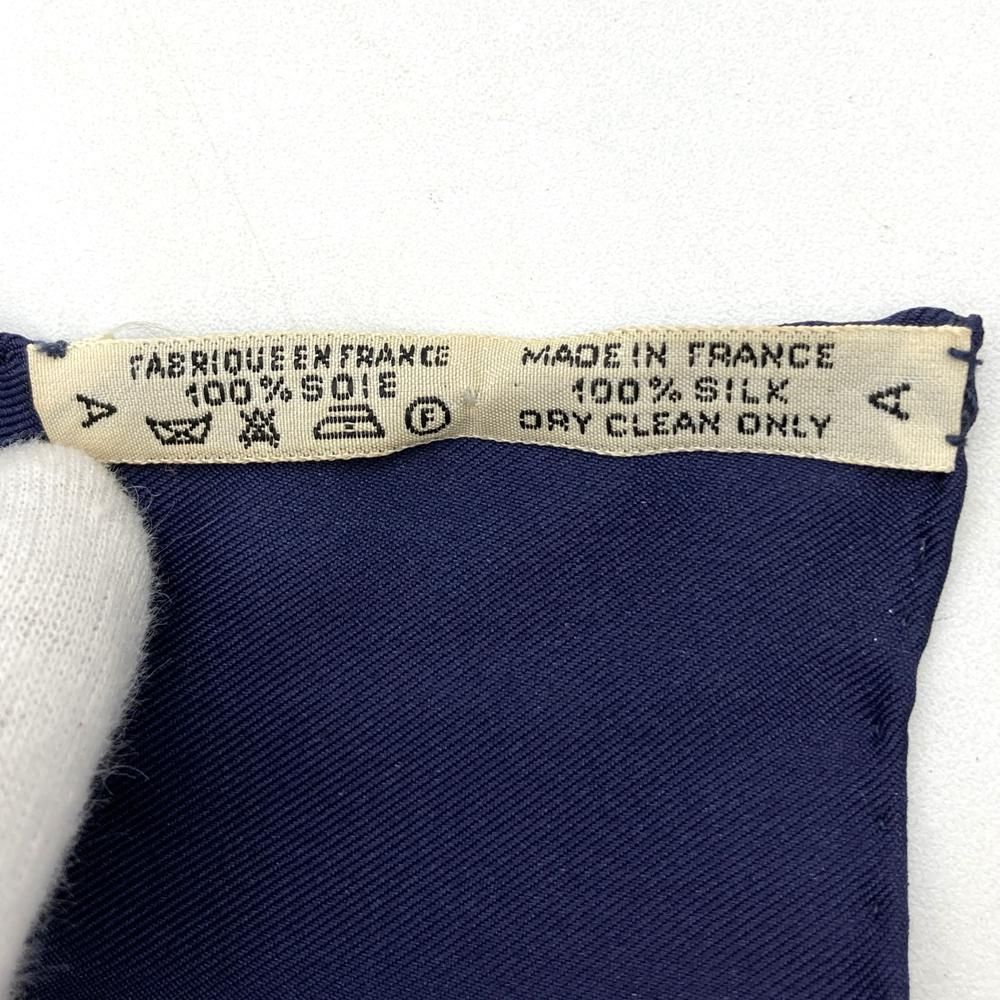 FABRIQUE EN FRANCE
100% SOIE
A
F
MADE IN FRANCE
100% SILK
DRY CLEAN ONLY
A